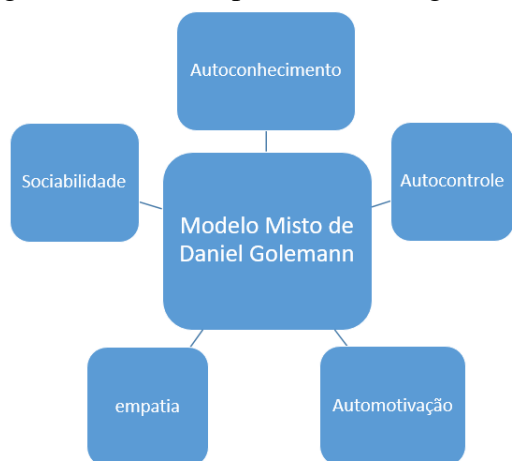 Autoconhecimento
Sociabilidade
Autocontrole
Modelo Misto de
Daniel Golemann
empatia
Automotivação